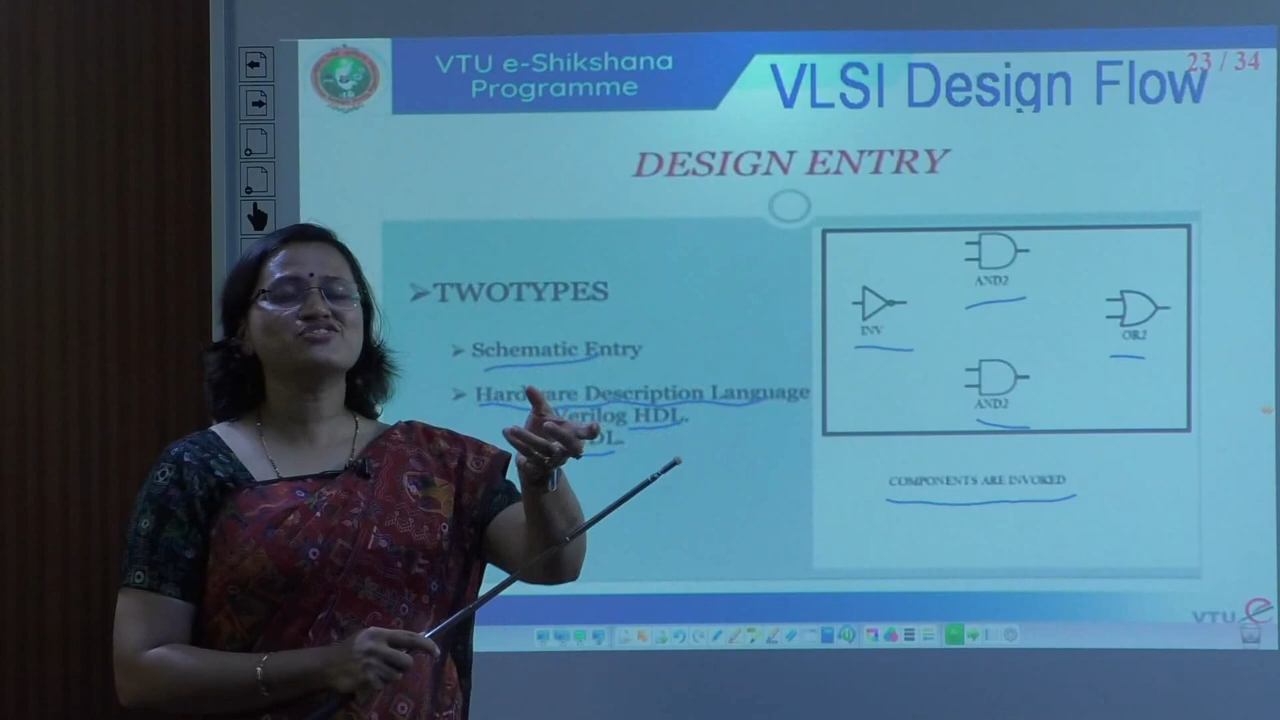 VTU e-Shikshana
Programme
VLSI Design Flow
23 / 34
DESIGN ENTRY
➢TWOTYPES
➢ Schematic Entry
➢ Hardware Description Language
Verilog HDL.
DL.
AND2
INV
OR2
AND2
COMPONENTS ARE INVOKED
VTU e